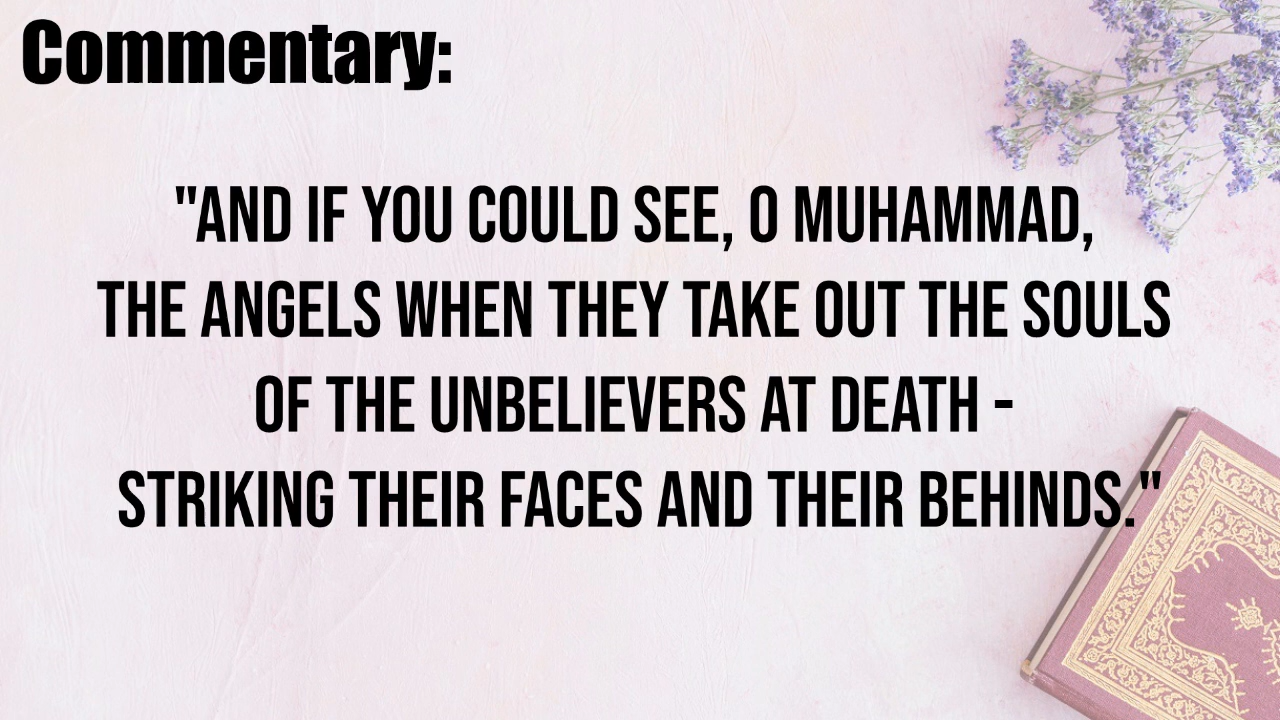 Commentary:
"AND IF YOU COULD SEE, O MUHAMMAD,
THE ANGELS WHEN THEY TAKE OUT THE SOULS
OF THE UNBELIEVERS AT DEATH -
STRIKING THEIR FACES AND THEIR BEHINDS."